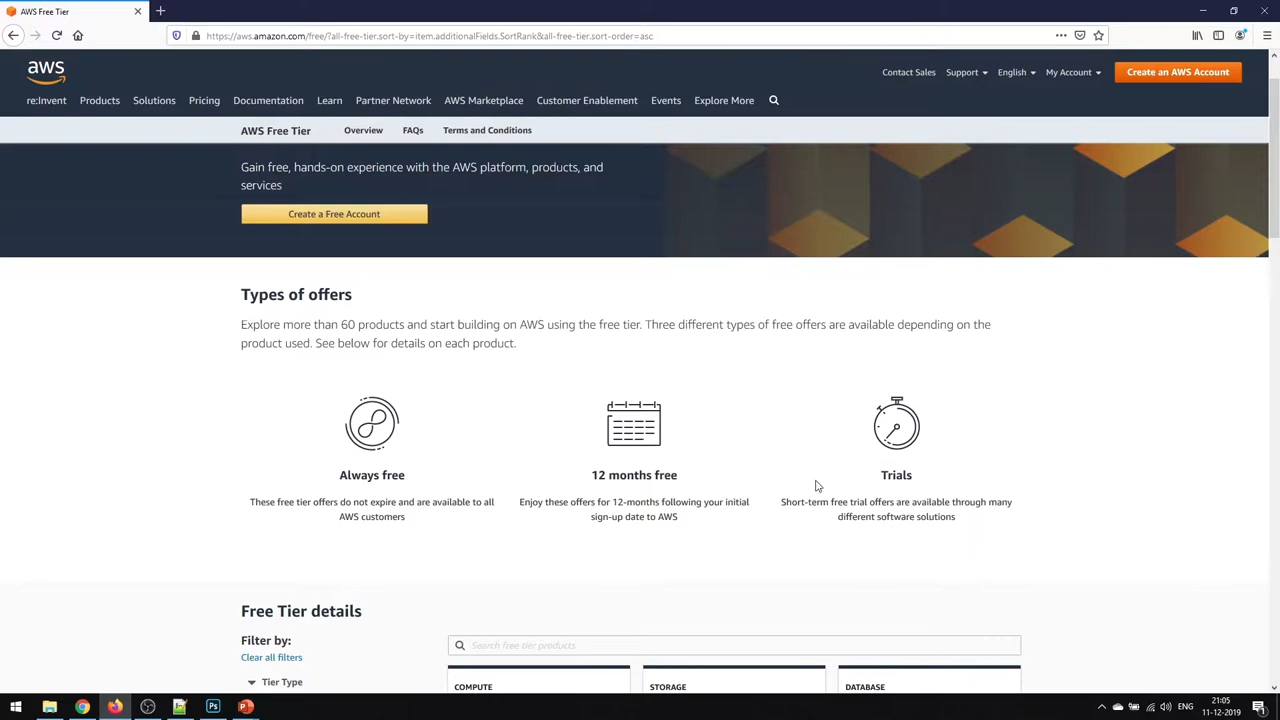 AWS Free Tier
https://aws.amazon.com/free/?all-free-tier.sort-by=item.additionalFields.SortRank&all-free-tier.sort-order=asc
aws
Contact Sales Support English My Account Create an AWS Account
re:Invent Products Solutions Pricing Documentation Learn Partner Network AWS Marketplace Customer Enablement Events Explore More
AWS Free Tier Overview FAQs Terms and Conditions
Gain free, hands-on experience with the AWS platform, products, and
services
Create a Free Account
Types of offers
Explore more than 60 products and start building on AWS using the free tier. Three different types of free offers are available depending on the
product used. See below for details on each product.
Always free
These free tier offers do not expire and are available to all
AWS customers
12 months free
Enjoy these offers for 12-months following your initial
sign-up date to AWS
Trials
Short-term free trial offers are available through many
different software solutions
Free Tier details
Filter by:
Clear all filters
Tier Type
Search free tier products
COMPUTE STORAGE DATABASE
ENG
21:05
11-12-2019